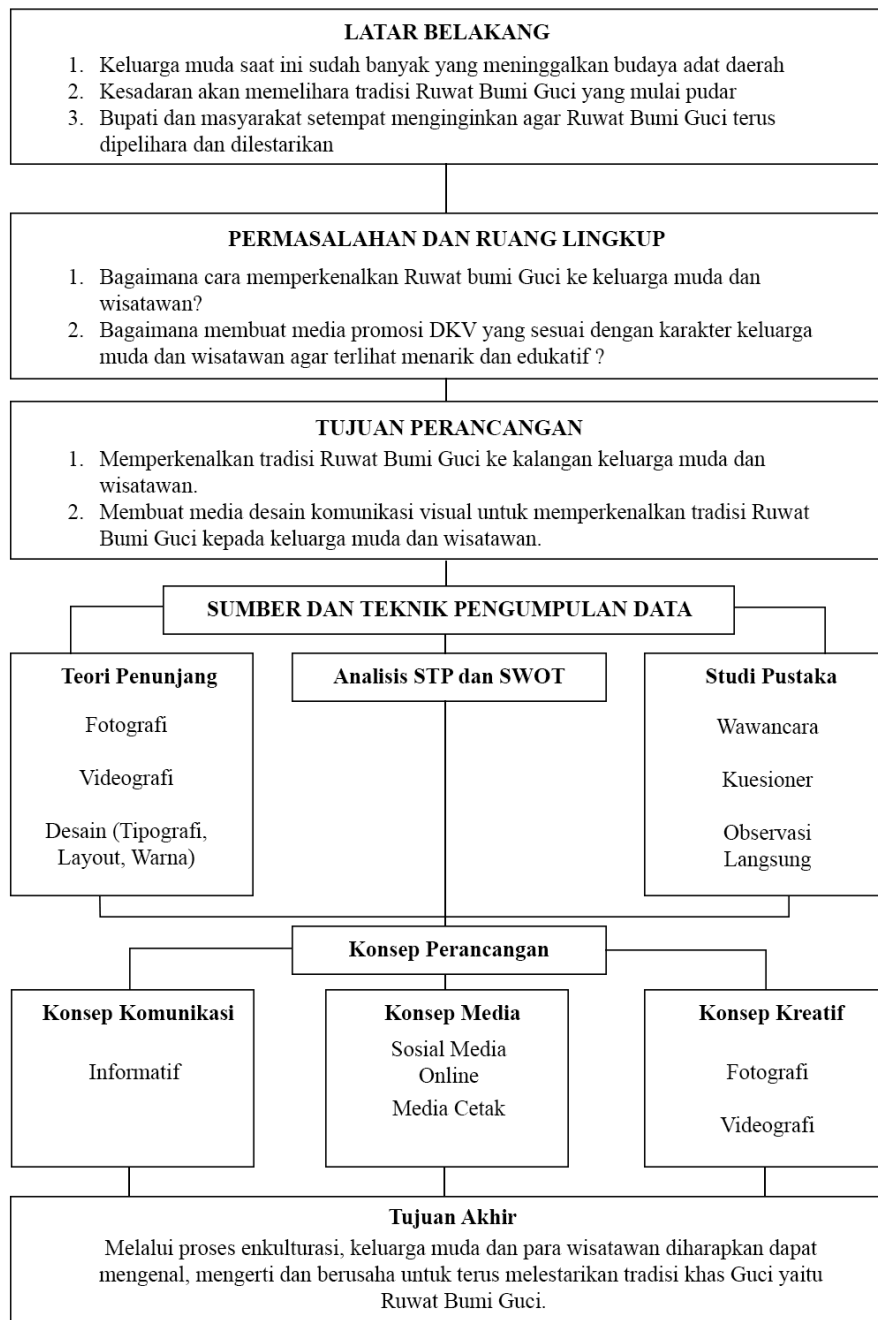 LATAR BELAKANG
1. Keluarga muda saat ini sudah banyak yang meninggalkan budaya adat daerah
2. Kesadaran akan memelihara tradisi Ruwat Bumi Guci yang mulai pudar
3. Bupati dan masyarakat setempat menginginkan agar Ruwat Bumi Guci terus
dipelihara dan dilestarikan
PERMASALAHAN DAN RUANG LINGKUP
1. Bagaimana cara memperkenalkan Ruwat bumi Guci ke keluarga muda dan
wisatawan?
2. Bagaimana membuat media promosi DKV yang sesuai dengan karakter keluarga
muda dan wisatawan agar terlihat menarik dan edukatif ?
TUJUAN PERANCANGAN
1. Memperkenalkan tradisi Ruwat Bumi Guci ke kalangan keluarga muda dan
wisatawan.
2. Membuat media desain komunikasi visual untuk memperkenalkan tradisi Ruwat
Bumi Guci kepada keluarga muda dan wisatawan.
SUMBER DAN TEKNIK PENGUMPULAN DATA
Teori Penunjang
Fotografi
Videografi
Desain (Tipografi,
Layout, Warna)
Analisis STP dan SWOT
Studi Pustaka
Wawancara
Kuesioner
Observasi
Langsung
Konsep Perancangan
Konsep Komunikasi
Informatif
Konsep Media
Sosial Media
Online
Media Cetak
Konsep Kreatif
Fotografi
Videografi
Tujuan Akhir
Melalui proses enkulturasi, keluarga muda dan para wisatawan diharapkan dapat
mengenal, mengerti dan berusaha untuk terus melestarikan tradisi khas Guci yaitu
Ruwat Bumi Guci.